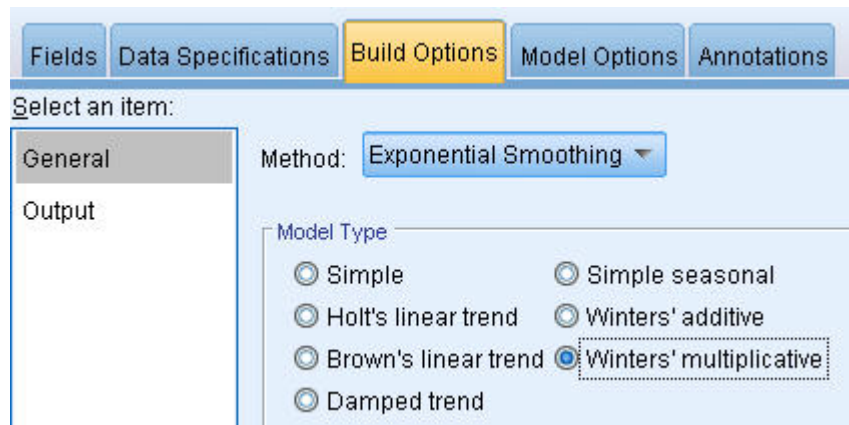 Fields Data Specifications Build Options Model Options Annotations
Select an item:
General
Output
Method: Exponential Smoothing
Model Type
Simple
Simple seasonal
Holt's linear trend
Winters' additive
Brown's linear trend
Winters' multiplicative
Damped trend